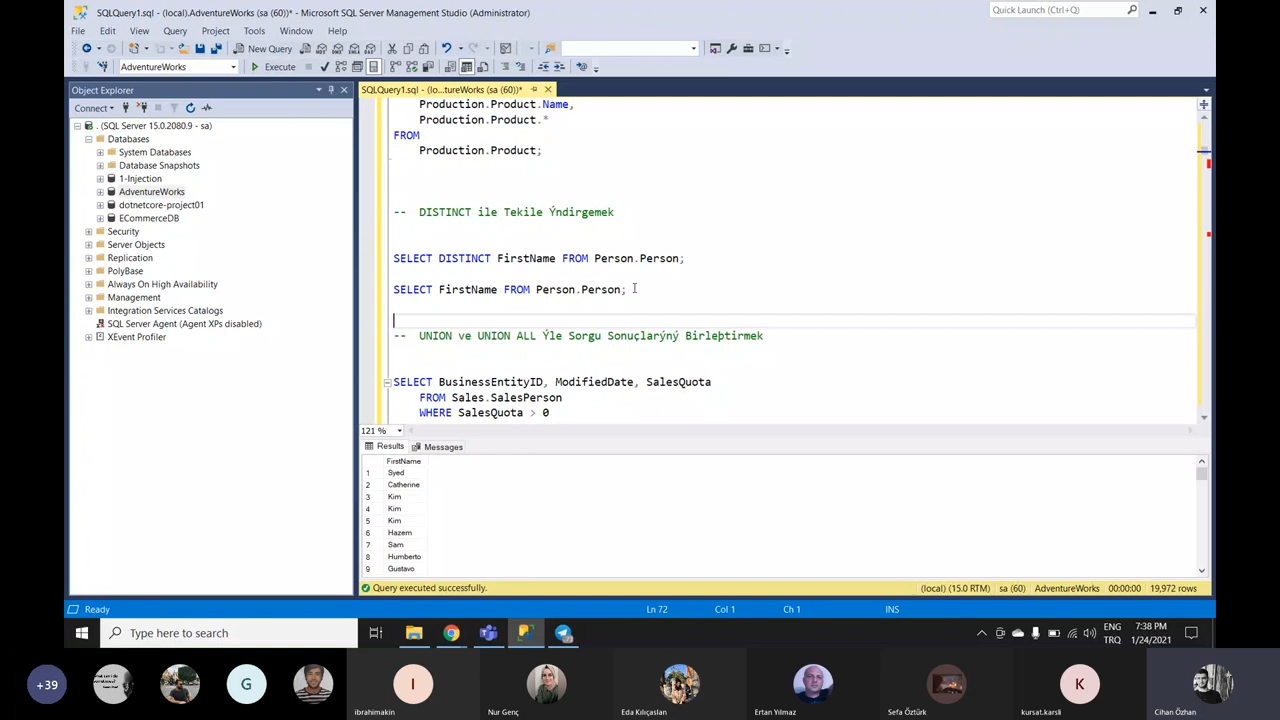 SQLQuery1.sql - (local).AdventureWorks (sa (60))* - Microsoft SQL Server Management Studio (Administrator)
Quick Launch (Ctrl+Q)
File Edit View Query Project Tools Window Help
New Query
AdventureWorks
Execute
Object Explorer
SQLQuery1.sql - (lo...tureWorks (sa (60))*
Connect
. (SQL Server 15.0.2080.9 - sa)
Databases
System Databases
Database Snapshots
1-Injection
AdventureWorks
dotnetcore-project01
ECommerceDB
Security
Server Objects
Replication
PolyBase
Always On High Availability
Management
Integration Services Catalogs
SQL Server Agent (Agent XPs disabled)
XEvent Profiler
Production.Product.Name,
Production.Product.*
FROM
Production.Product;
-- DISTINCT ile Tekile Ýndirgemek
SELECT DISTINCT FirstName FROM Person.Person;
SELECT FirstName FROM Person.Person;
-- UNION ve UNION ALL Ýle Sorgu Sonuçlarýný Birleþtirmek
SELECT BusinessEntityID, ModifiedDate, SalesQuota
FROM Sales.SalesPerson
WHERE SalesQuota > 0
121 %
Results Messages
FirstName
1 Syed
2 Catherine
3 Kim
4 Kim
5 Kim
6 Hazem
7 Sam
8 Humberto
9 Gustavo
Query executed successfully.
(local) (15.0 RTM) sa (60) AdventureWorks 00:00:00 19,972 rows
Ready
Ln 72 Col 1 Ch 1 INS
Type here to search
ENG
TRQ
7:38 PM
1/24/2021
+39
G
I
K
ibrahimakin
Nur Genç
Eda Kılıçaslan
Ertan Yılmaz
Sefa Öztürk
kursat.karsli
Cihan Özhan